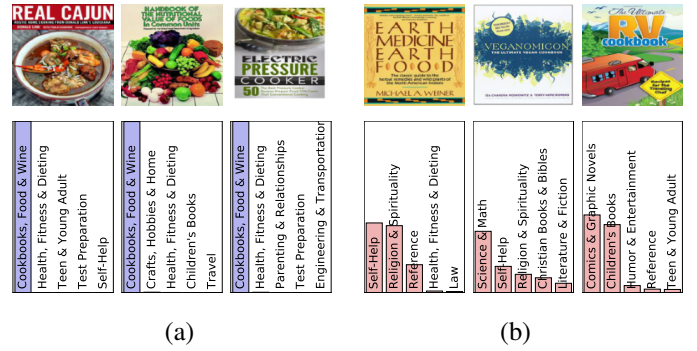 REAL CAJUN
HANDBOOK OF THE NUTRITIONAL
VALUE OF FOODS
in Common Units
ELECTRIC
PRESSURE
COKER
50
EARTH
MEDICINE
EARTH
FOOD
MICHAEL A. WEINER
VEGANOMICON
THE ULTIMATE VEGAN COOKBOOK
The Ultimate
RV
cookbook
Cookbooks, Food & Wine
Health, Fitness & Dieting
Teen & Young Adult
Test Preparation
Self-Help
Cookbooks, Food & Wine
Crafts, Hobbies & Home
Health, Fitness & Dieting
Children's Books
Travel
Cookbooks, Food & Wine
Health, Fitness & Dieting
Parenting & Relationships
Test Preparation
Engineering & Transportation
Self-Help
Religion & Spirituality
Reference
Health, Fitness & Dieting
Law
Science & Math
Self-Help
Religion & Spirituality
Christian Books & Bibles
Literature & Fiction
Comics & Graphic Novels
Children's Books
Humor & Entertainment
Reference
Teen & Young Adult
(a)
(b)